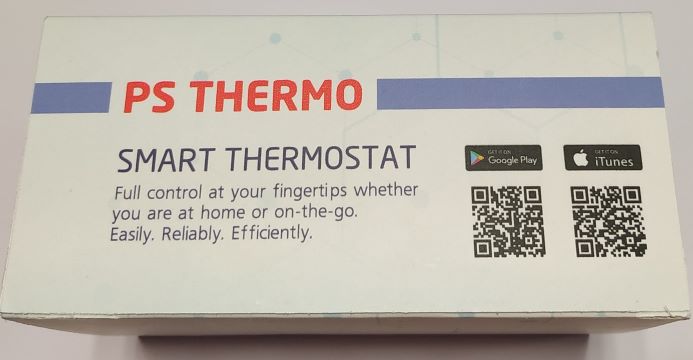 PS THERMO
SMART THERMOSTAT
Full control at your fingertips whether
you are at home or on-the-go.
Easily. Reliably. Efficiently.
GET IT ON
Google Play
GET IT ON
iTunes